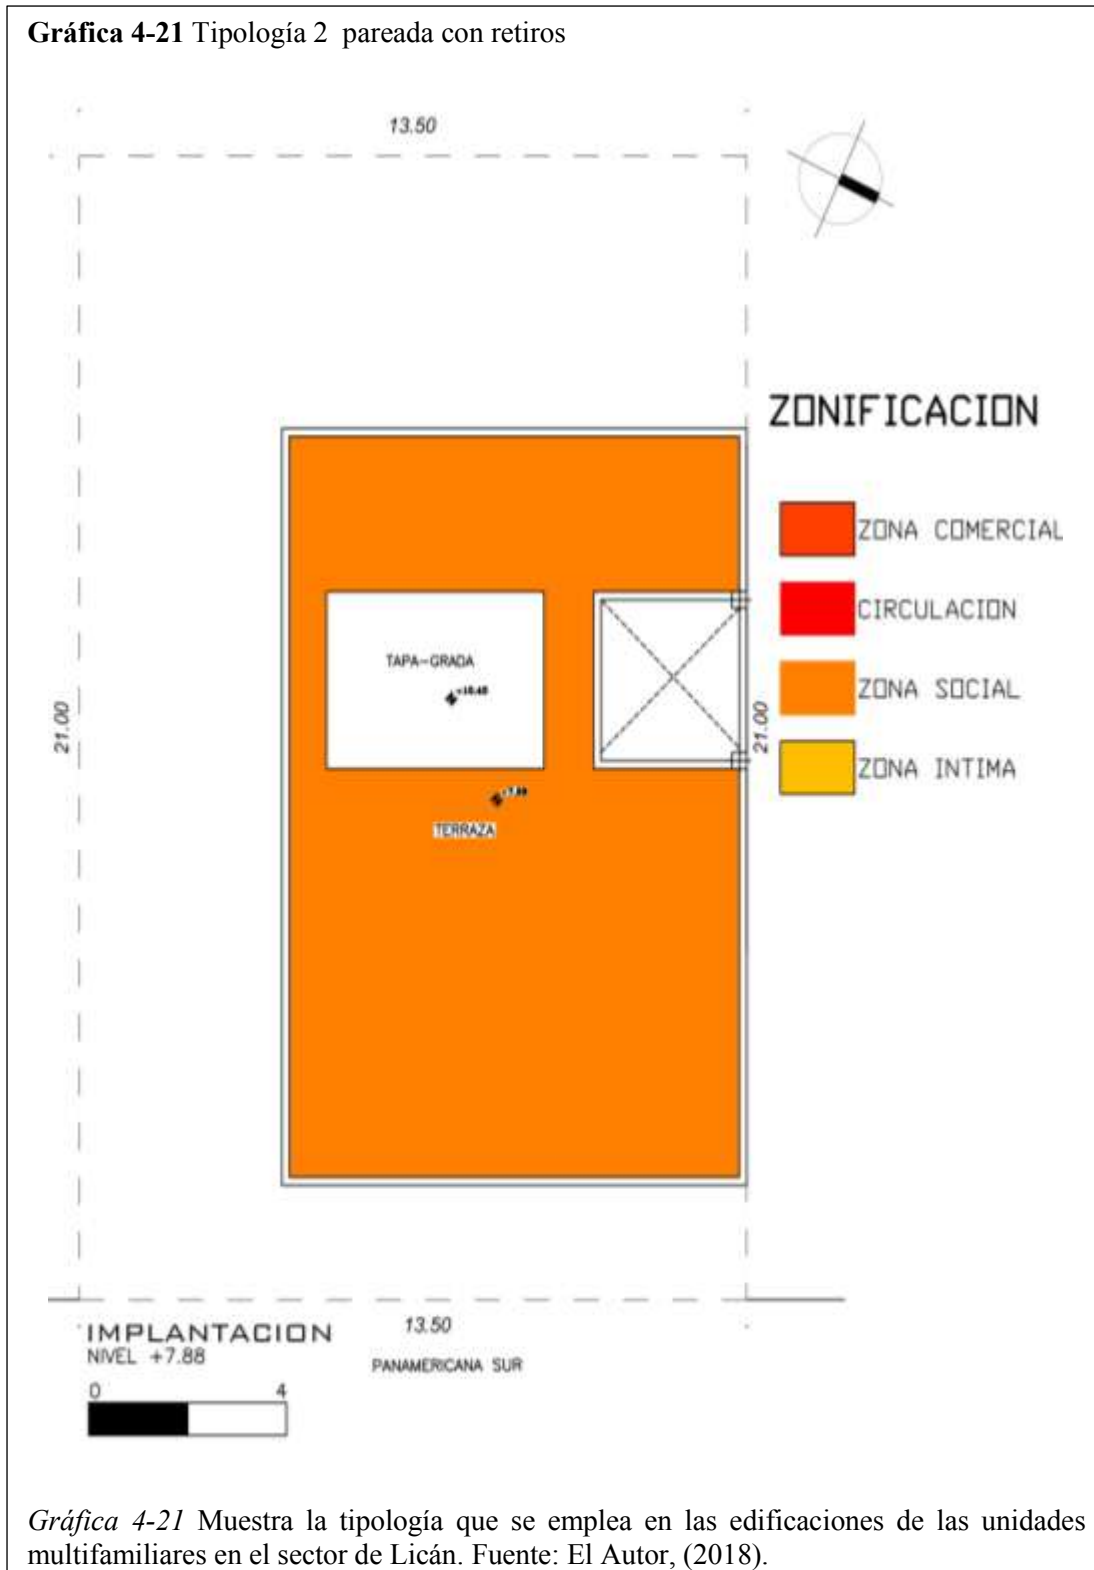 Gráfica 4-21 Tipología 2 pareada con retiros
13.50
ZONIFICACION
ZONA COMERCIAL
CIRCULACION
ZONA SOCIAL
ZONA INTIMA
TAPA-GRADA
21.00
21.00
TERRAZA
13.50
IMPLANTACION
NIVEL +7.88
PANAMERICANA SUR
0 4
Gráfica 4-21 Muestra la tipología que se emplea en las edificaciones de las unidades
multifamiliares en el sector de Licán. Fuente: El Autor, (2018).